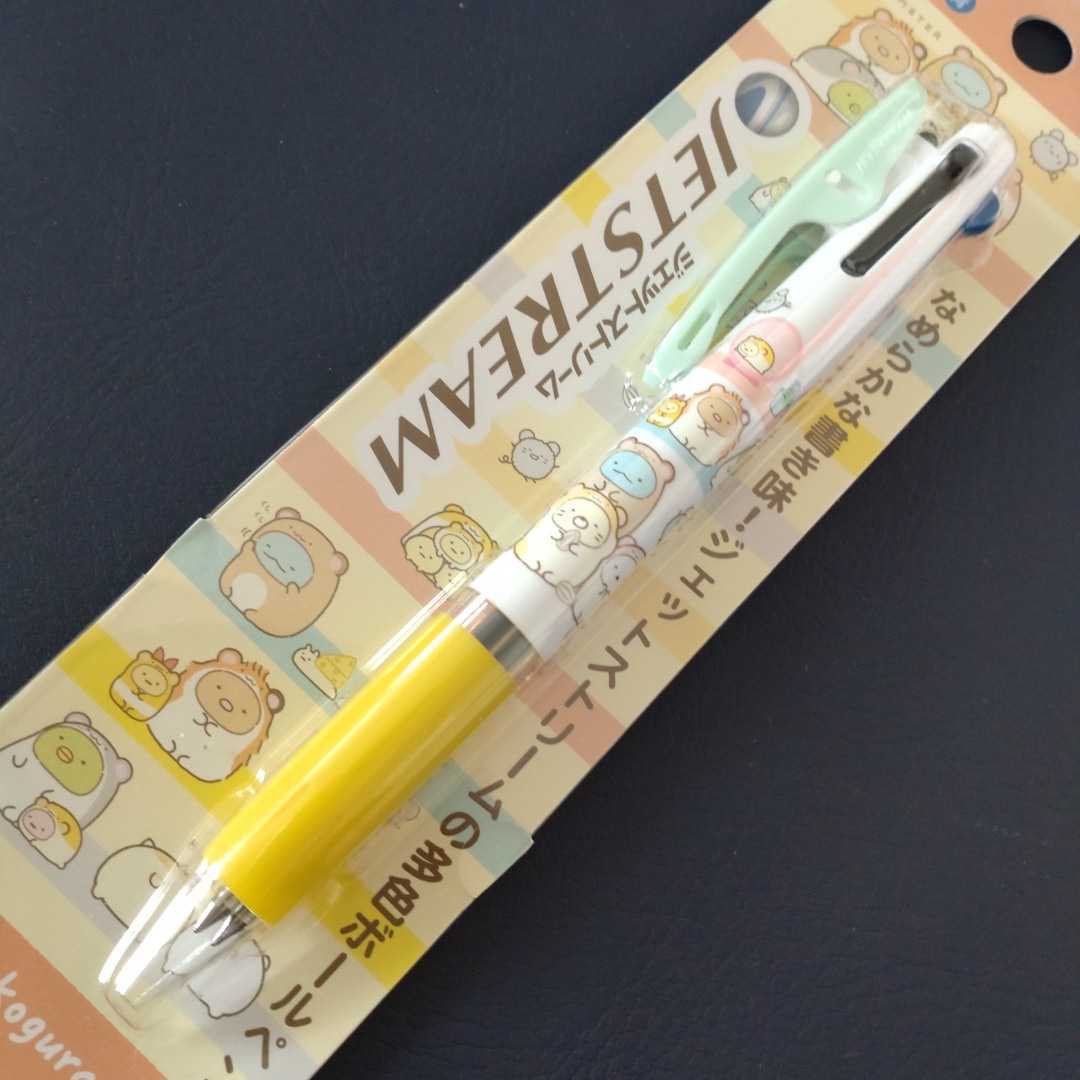 JETSTREAM
ジェットストリーム
なめらかな書き味！ジェットストリームの多色ボールペ
kogure